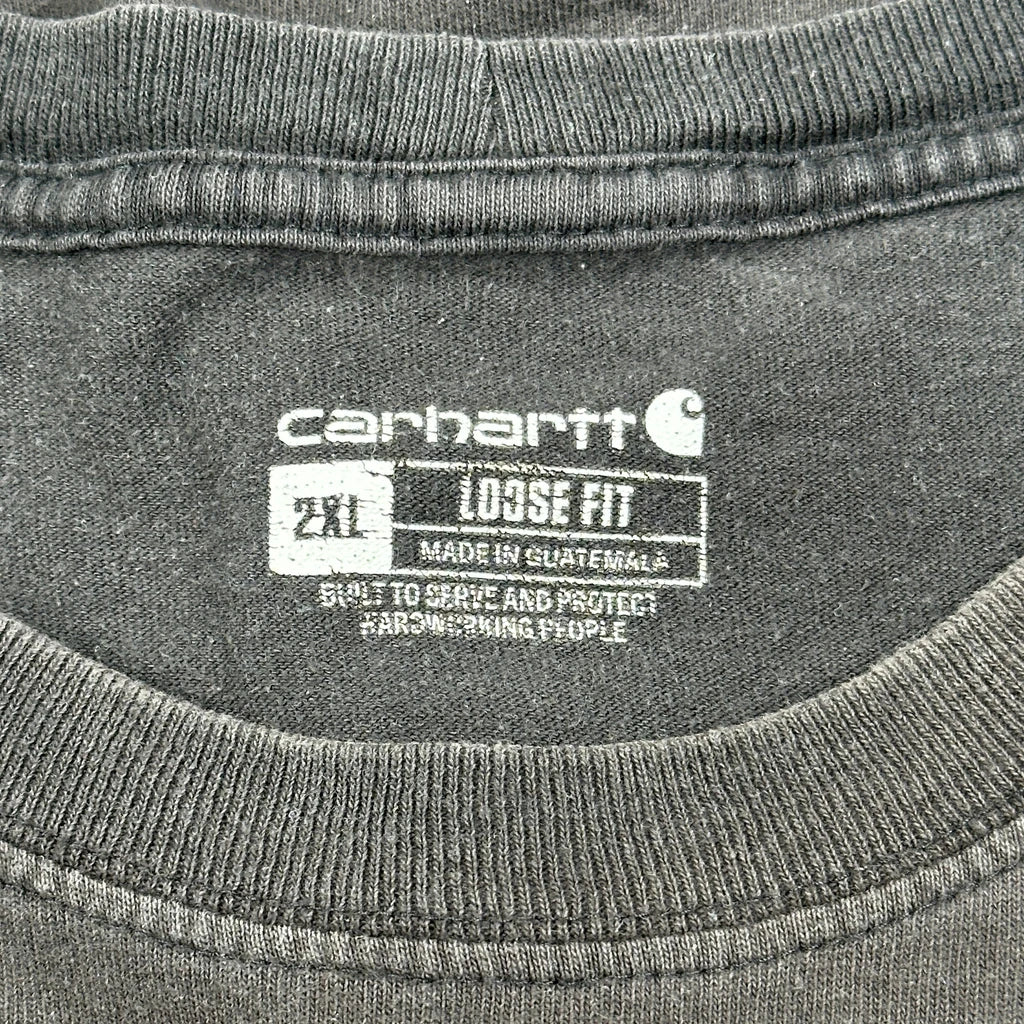 carhartt
2XL
LOOSE FIT
MADE IN GUATEMALA
BUILT TO SERVE AND PROTECT
HARDWORKING PEOPLE